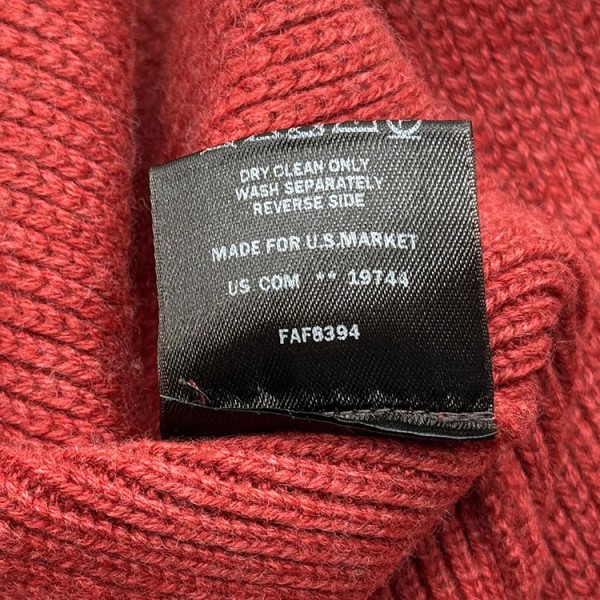 DRY CLEAN ONLY
WASH SEPARATELY
REVERSE SIDE
MADE FOR U.S.MARKET
US COM ** 19744
FAF8394